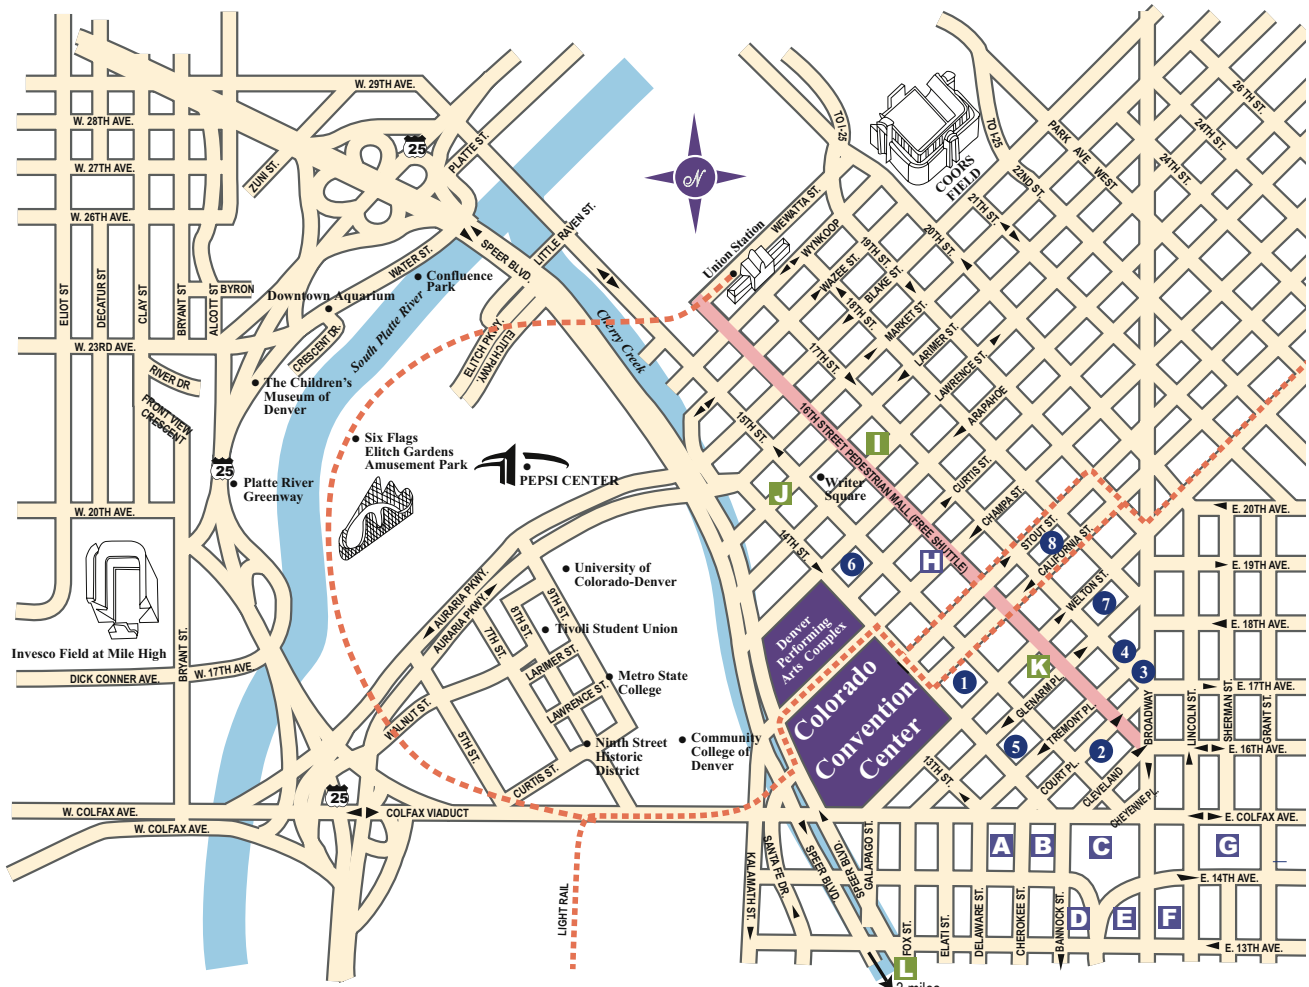 W. 29TH AVE.
W. 28TH AVE.
W. 27TH AVE.
W. 26TH AVE.
ZUNI ST.
25
PLATTE ST.
LITTLE RAVEN ST.
SPEER BLVD.
WATER ST.
Confluence
Park
BYRON
Downtown Aquarium
ELIOT ST
DECATUR ST
CLAY ST
BRYANT ST
ALCOTT ST
W. 23RD AVE.
CRESCENT DR.
South Platte River
Cherry Creek
ELITCH PKWY.
ELITCH PKWY.
RIVER DR
FRONT VIEW
CRESCENT
The Children's
Museum of
Denver
Six Flags
Elitch Gardens
Amusement Park
PEPSI CENTER
25
Platte River
Greenway
W. 20TH AVE.
Invesco Field at Mile High
BRYANT ST.
W. 17TH AVE
DICK CONNER AVE.
N
TO I-25
COORS
FIELD
TO I-25
PARK AVE WEST
26 TH ST.
24TH ST.
24TH ST.
22ND ST.
21TH ST.
20TH ST.
19TH ST.
18TH ST.
17TH ST.
Union Station
WEWATTA ST.
WYNKOOP
WAZEE ST.
BLAKE ST.
MARKET ST.
LARIMER ST.
LAWRENCE ST.
ARAPAHOE
CURTIS ST.
CHAMPA ST.
STOUT ST.
CALIFORNIA ST.
WELTON ST.
GLENARM PL.
TREMONT PL.
COURT PL.
CLEVELAND
CHEYENNE PL.
16TH STREET PEDESTRIAN MALL (FREE SHUTTLE)
15TH ST.
14TH ST.
13TH ST.
Writer
Square
I
J
H
K
6
8
7
4
3
1
5
2
Denver
Performing
Arts Complex
Colorado
Convention
Center
AURARIA PKWY.
AURARIA PKWY.
University of
Colorado-Denver
9TH ST.
8TH ST.
7TH ST.
5TH ST.
Tivoli Student Union
LARIMER ST.
LAWRENCE ST.
Metro State
College
WALNUT ST.
Ninth Street
Historic
District
Community
College of
Denver
CURTIS ST.
25
W. COLFAX AVE.
W. COLFAX AVE.
COLFAX VIADUCT
LIGHT RAIL
E. 20TH AVE.
E. 19TH AVE.
E. 18TH AVE.
E. 17TH AVE.
E. 16TH AVE.
E. COLFAX AVE.
E. 14TH AVE.
E. 13TH AVE.
BROADWAY
LINCOLN ST.
SHERMAN ST.
GRANT ST.
KALAMATH ST.
SANTA FE DR.
SPEER BLVD.
SPEER BLVD.
GALAPAGO ST.
FOX ST.
ELATI ST.
DELAWARE ST.
CHEROKEE ST.
BANNOCK ST.
A
B
C
G
D
E
F
L
2 miles